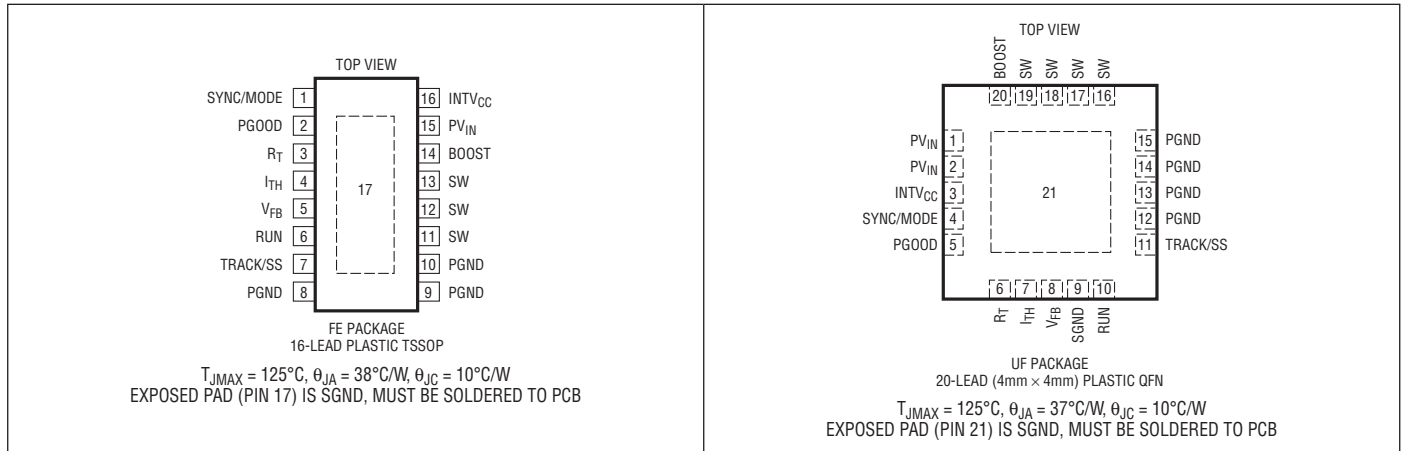 TOP VIEW
SYNC/MODE 1
PGOOD 2
RT 3
ITH 4
VFB 5
RUN 6
TRACK/SS 7
PGND 8
17
16 INTVCC
15 PVIN
14 BOOST
13 SW
12 SW
11 SW
10 PGND
9 PGND
FE PACKAGE
16-LEAD PLASTIC TSSOP
TJMAX = 125°C, θJA = 38°C/W, θJC = 10°C/W
EXPOSED PAD (PIN 17) IS SGND, MUST BE SOLDERED TO PCB
TOP VIEW
BOOST SW SW SW SW
20 19 18 17 16
PVIN 1
PVIN 2
INTVCC 3
SYNC/MODE 4
PGOOD 5
21
15 PGND
14 PGND
13 PGND
12 PGND
11 TRACK/SS
6 7 8 9 10
RT ITH VFB SGND RUN
UF PACKAGE
20-LEAD (4mm × 4mm) PLASTIC QFN
TJMAX = 125°C, θJA = 37°C/W, θJC = 10°C/W
EXPOSED PAD (PIN 21) IS SGND, MUST BE SOLDERED TO PCB